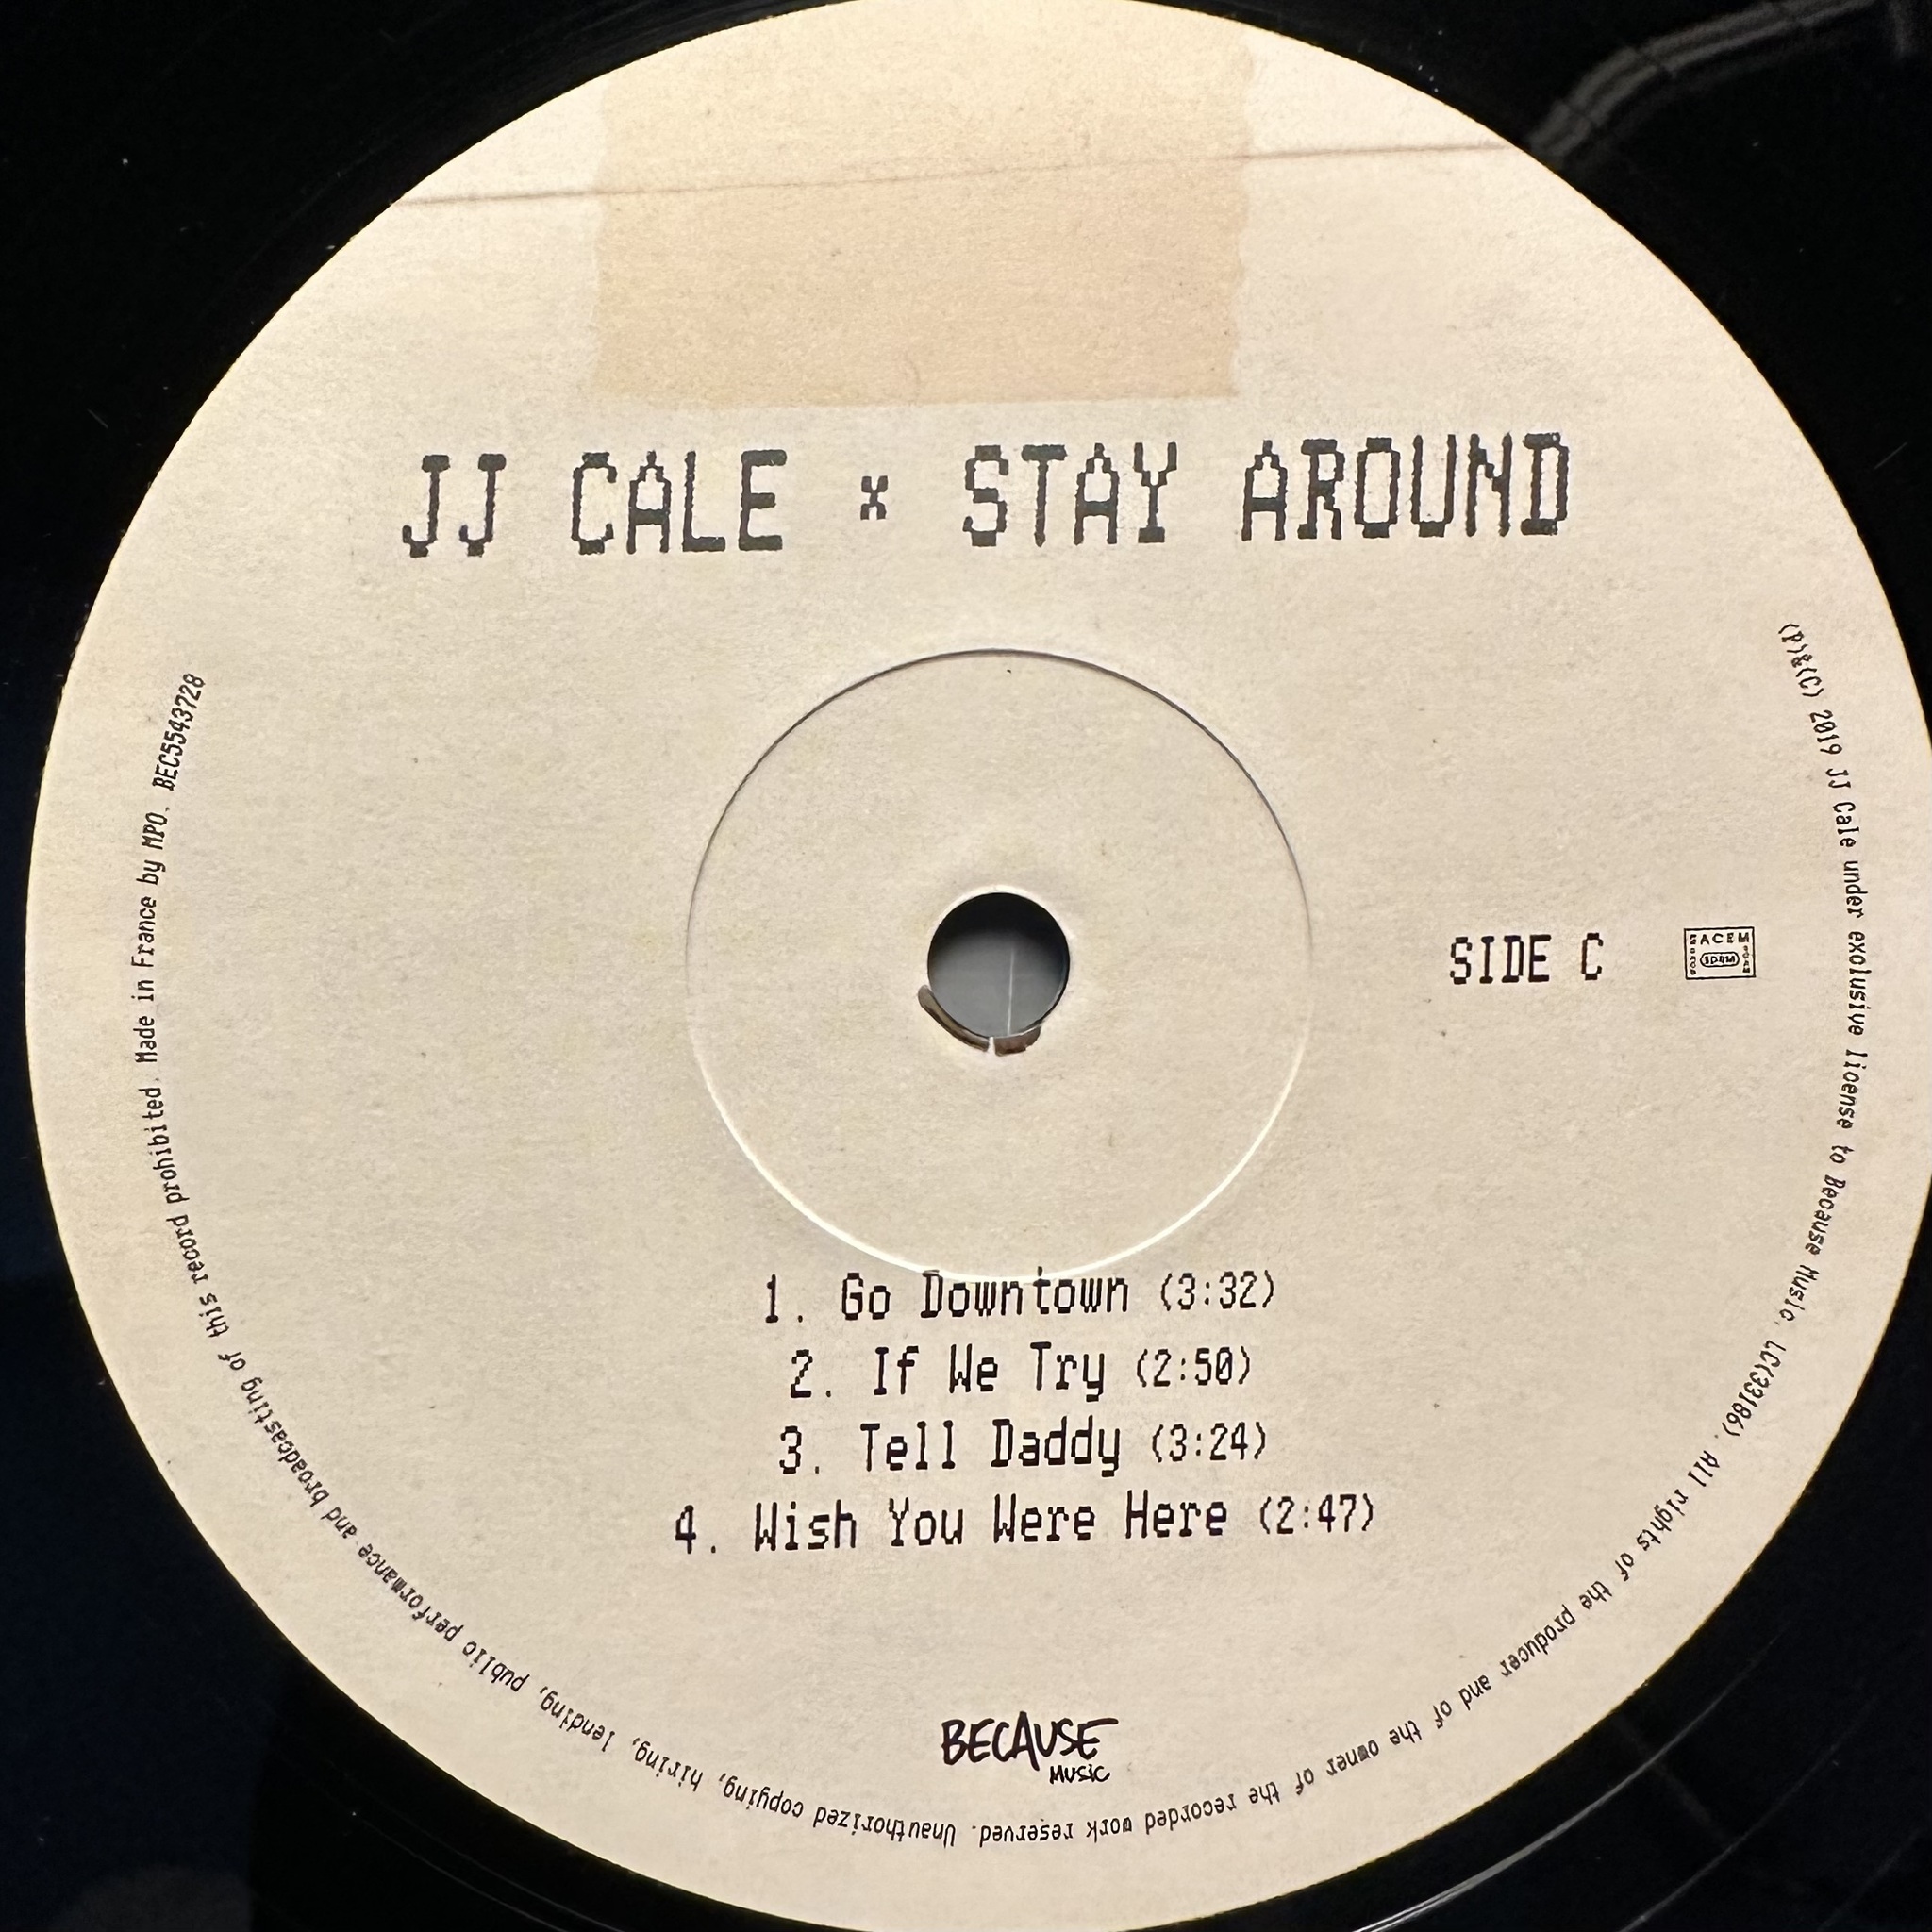 JJ CALE x STAY AROUND
SIDE C
SACEM
SDRM
1. Go Downtown (3:32)
2. If We Try (2:50)
3. Tell Daddy (3:24)
4. Wish You Were Here (2:47)
BECAUSE
MUSIC
(P)&(C) 2019 JJ Cale under exclusive license to Because Music. LC(33186). All rights of the producer and of the owner of the recorded work reserved. Unauthorized copying, hiring, lending, public performance and broadcasting of this record prohibited. Made in France by MPO. BEC5543728